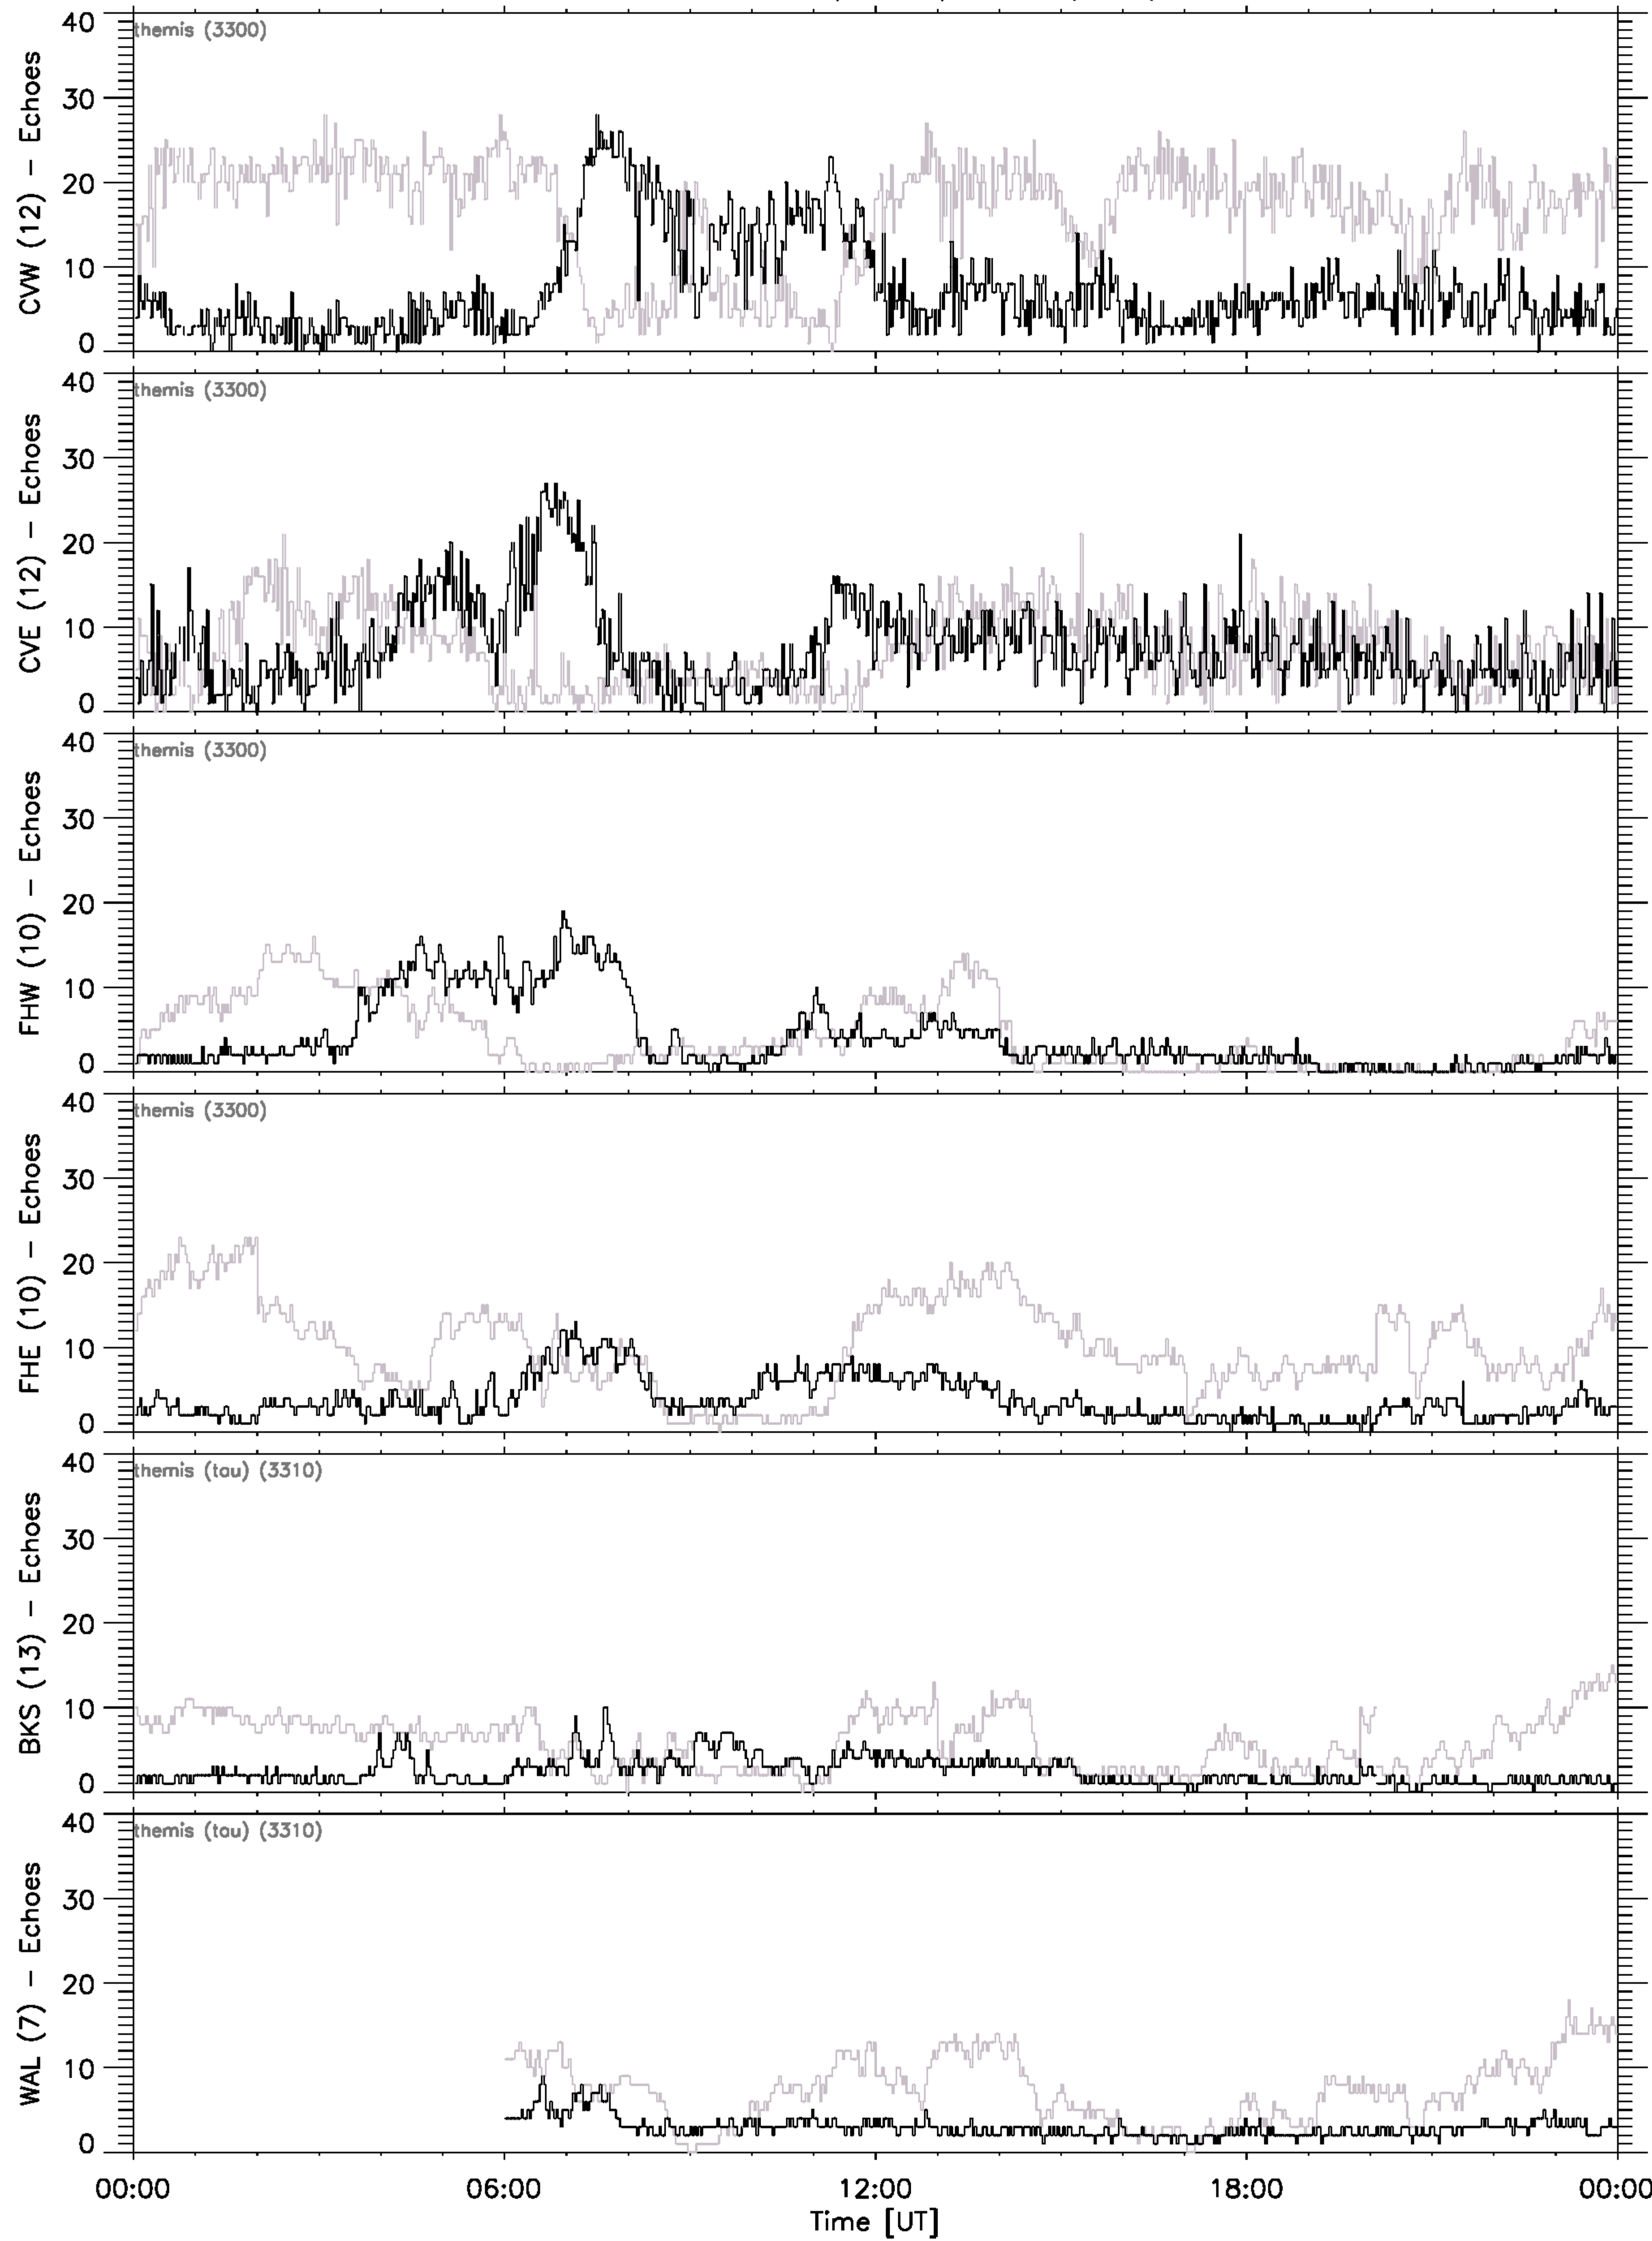 themis (3300)
40
30
20
10
0
CVW (12) – Echoes
themis (3300)
40
30
20
10
0
CVE (12) – Echoes
themis (3300)
40
30
20
10
0
FHW (10) – Echoes
themis (3300)
40
30
20
10
0
FHE (10) – Echoes
themis (tau) (3310)
40
30
20
10
0
BKS (13) – Echoes
themis (tau) (3310)
40
30
20
10
0
WAL (7) – Echoes
00:00 06:00 12:00 18:00 00:00
Time [UT]